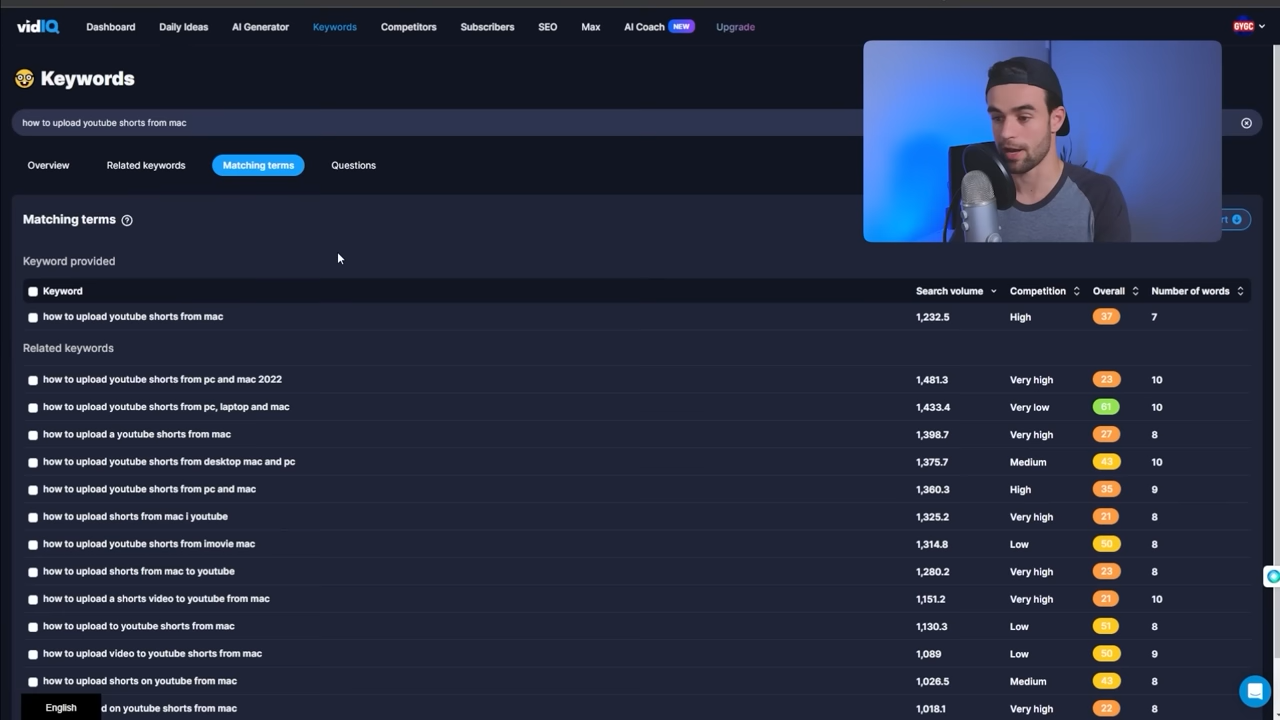 vidIQ Dashboard Daily Ideas AI Generator Keywords Competitors Subscribers SEO Max AI Coach NEW Upgrade GYGC
Keywords
how to upload youtube shorts from mac
Overview Related keywords Matching terms Questions
Matching terms
Keyword provided
Keyword Search volume Competition Overall Number of words
how to upload youtube shorts from mac 1,232.5 High 37 7
Related keywords
how to upload youtube shorts from pc and mac 2022 1,481.3 Very high 23 10
how to upload youtube shorts from pc, laptop and mac 1,433.4 Very low 61 10
how to upload a youtube shorts from mac 1,398.7 Very high 27 8
how to upload youtube shorts from desktop mac and pc 1,375.7 Medium 43 10
how to upload youtube shorts from pc and mac 1,360.3 High 35 9
how to upload shorts from mac i youtube 1,325.2 Very high 21 8
how to upload youtube shorts from imovie mac 1,314.8 Low 50 8
how to upload shorts from mac to youtube 1,280.2 Very high 23 8
how to upload a shorts video to youtube from mac 1,151.2 Very high 21 10
how to upload to youtube shorts from mac 1,130.3 Low 51 8
how to upload video to youtube shorts from mac 1,089 Low 50 9
how to upload shorts on youtube from mac 1,026.5 Medium 43 8
d on youtube shorts from mac 1,018.1 Very high 22 8
English